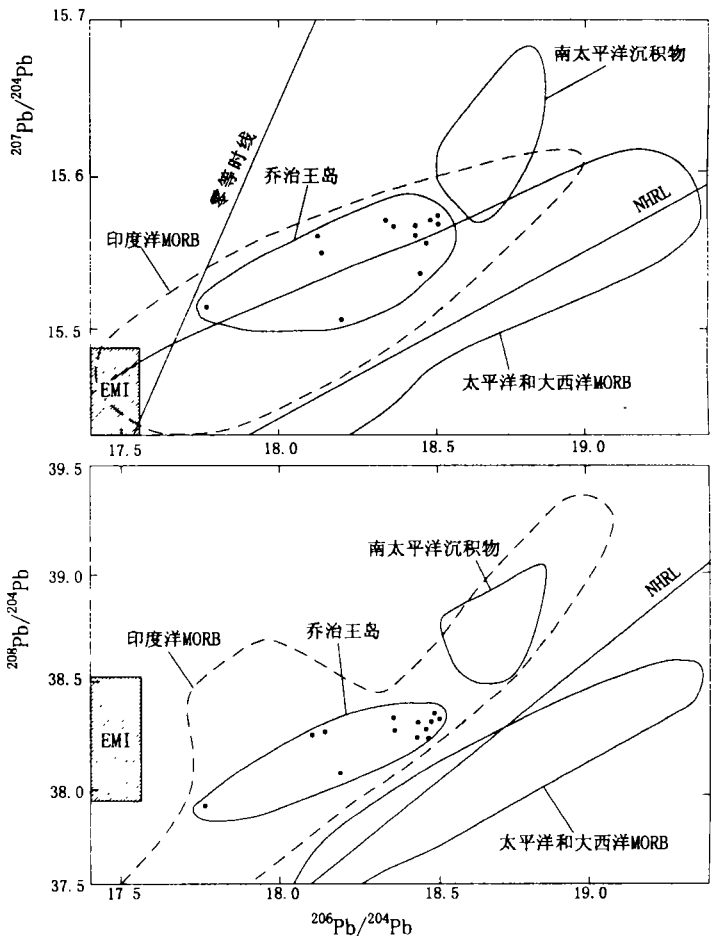 15.7
南太平洋沉积物
207Pb/204Pb
零等时线
15.6
乔治王岛
NHRL
印度洋MORB
15.5
EMI
太平洋和大西洋MORB
17.5
18.0
18.5
19.0
39.5
南太平洋沉积物
39.0
NHRL
208Pb/204Pb
印度洋MORB
乔治王岛
38.5
EMI
38.0
太平洋和大西洋MORB
37.5
17.5
18.0
18.5
19.0
206Pb/204Pb